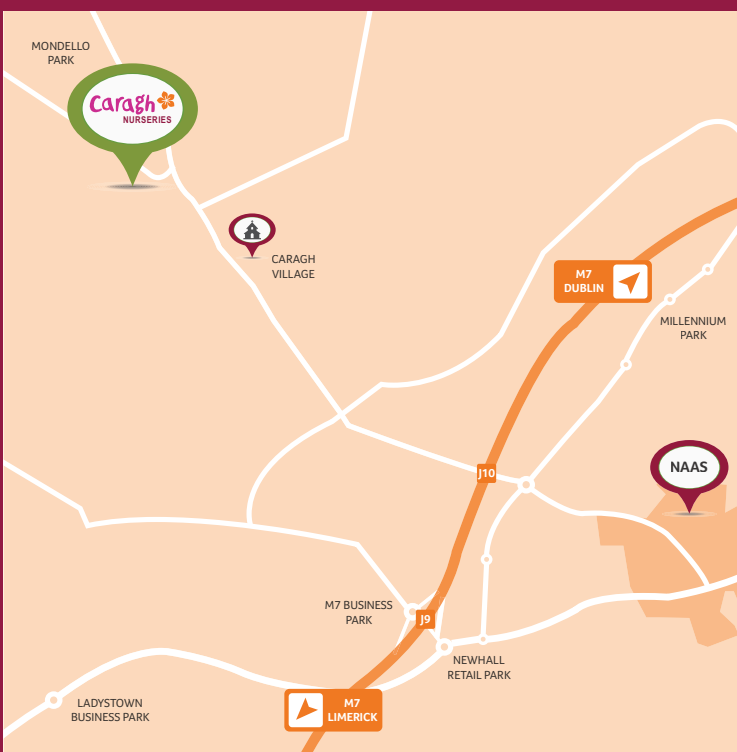 MONDELLO
PARK
Caragh
NURSERIES
CARAGH
VILLAGE
M7
DUBLIN
MILLENNIUM
PARK
NAAS
J10
M7 BUSINESS
PARK
J9
NEWHALL
RETAIL PARK
LADYSTOWN
BUSINESS PARK
M7
LIMERICK